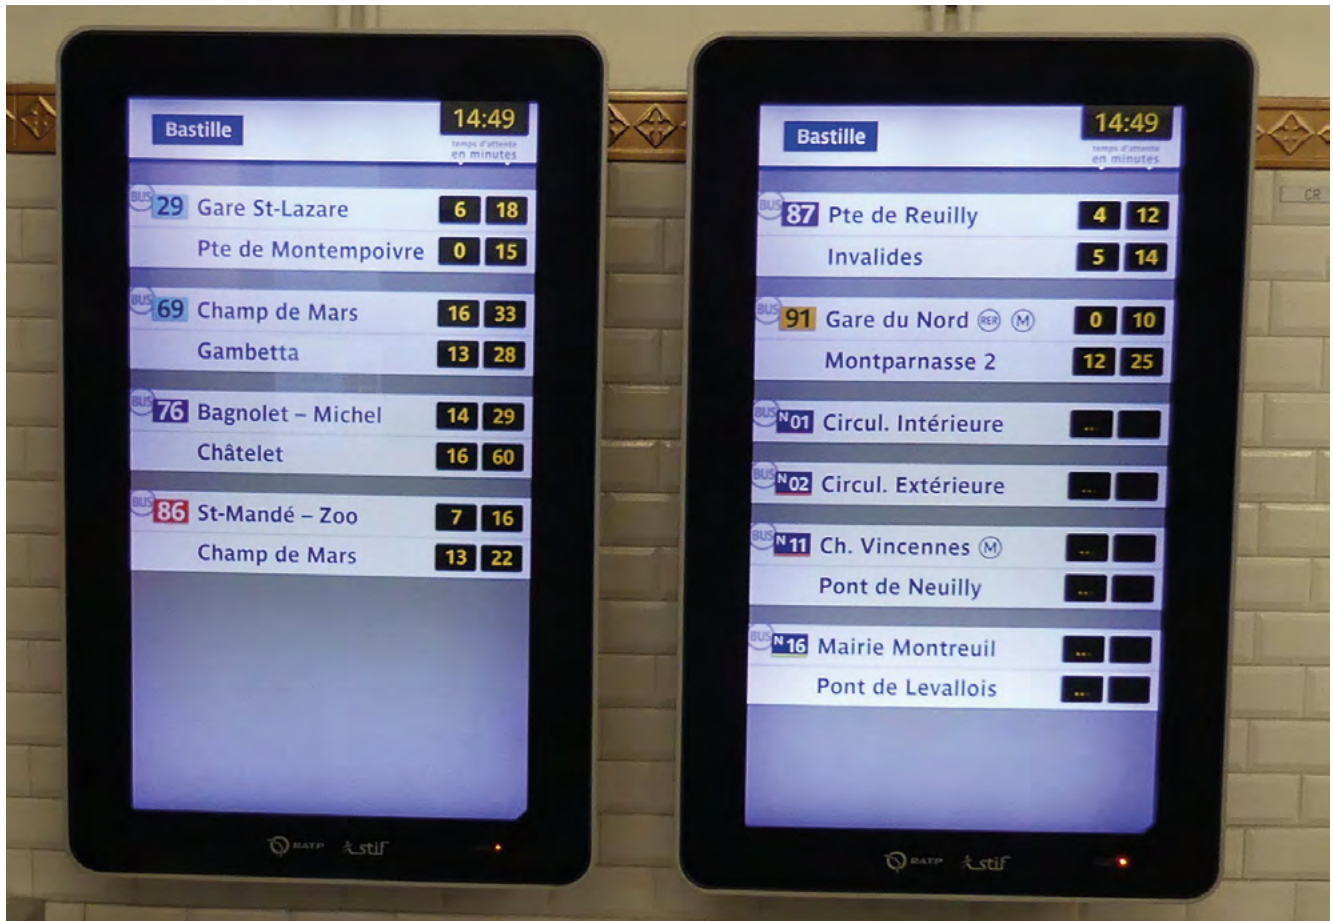 Bastille
14:49
temps d'attente
en minutes
BUS 29 Gare St-Lazare 6 18
Pte de Montempoivre 0 15
BUS 69 Champ de Mars 16 33
Gambetta 13 28
BUS 76 Bagnolet – Michel 14 29
Châtelet 16 60
BUS 86 St-Mandé – Zoo 7 16
Champ de Mars 13 22
RATP stif
Bastille
14:49
temps d'attente
en minutes
BUS 87 Pte de Reuilly 4 12
Invalides 5 14
BUS 91 Gare du Nord RER M 0 10
Montparnasse 2 12 25
BUS N01 Circul. Intérieure ...
BUS N02 Circul. Extérieure ...
BUS N11 Ch. Vincennes M ...
Pont de Neuilly ...
BUS N16 Mairie Montreuil ...
Pont de Levallois ...
RATP stif
CR